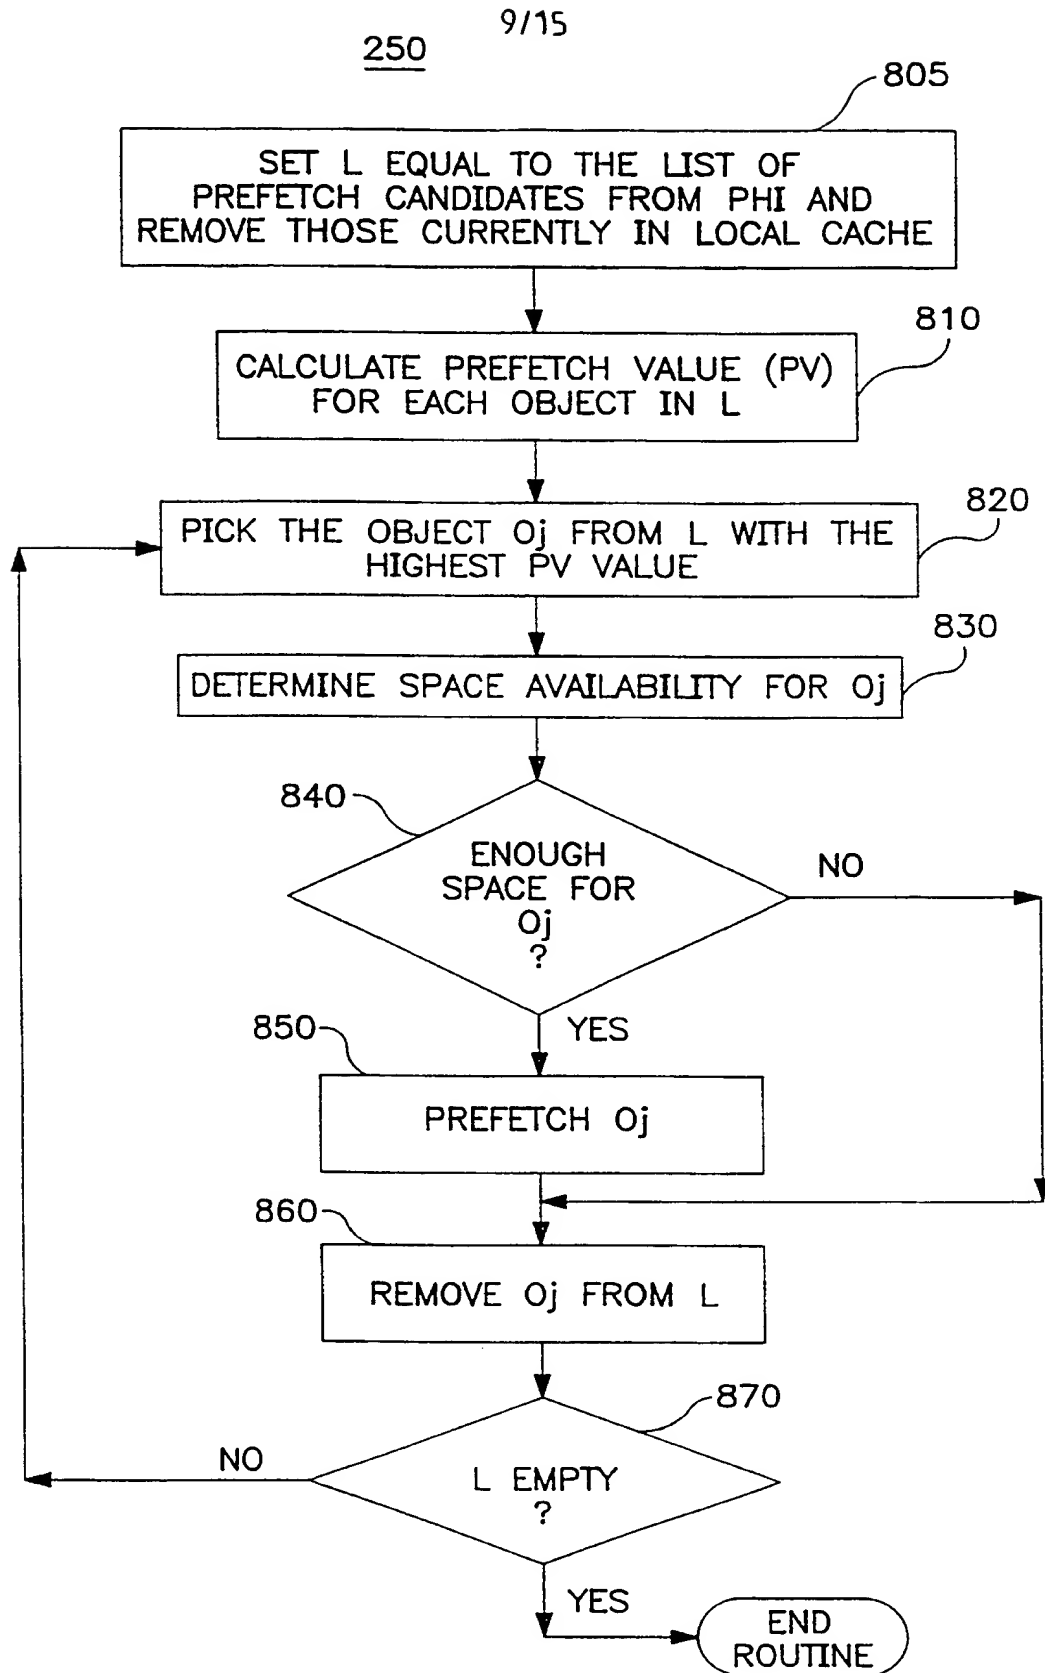 9/15
250
805
SET L EQUAL TO THE LIST OF
PREFETCH CANDIDATES FROM PHI AND
REMOVE THOSE CURRENTLY IN LOCAL CACHE
810
CALCULATE PREFETCH VALUE (PV)
FOR EACH OBJECT IN L
820
PICK THE OBJECT Oj FROM L WITH THE
HIGHEST PV VALUE
830
DETERMINE SPACE AVAILABILITY FOR Oj
840
ENOUGH
SPACE FOR
Oj
?
NO
YES
850
PREFETCH Oj
860
REMOVE Oj FROM L
870
NO
L EMPTY
?
YES
END
ROUTINE